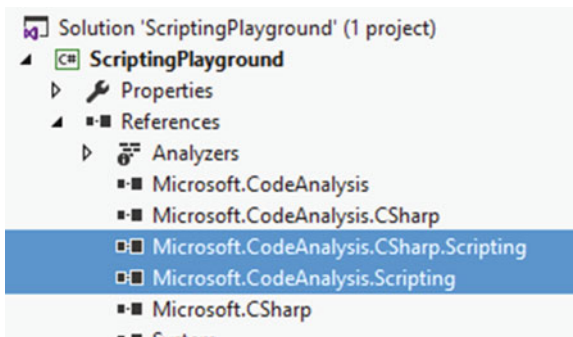 Solution 'ScriptingPlayground' (1 project)
C# ScriptingPlayground
Properties
References
Analyzers
Microsoft.CodeAnalysis
Microsoft.CodeAnalysis.CSharp
Microsoft.CodeAnalysis.CSharp.Scripting
Microsoft.CodeAnalysis.Scripting
Microsoft.CSharp